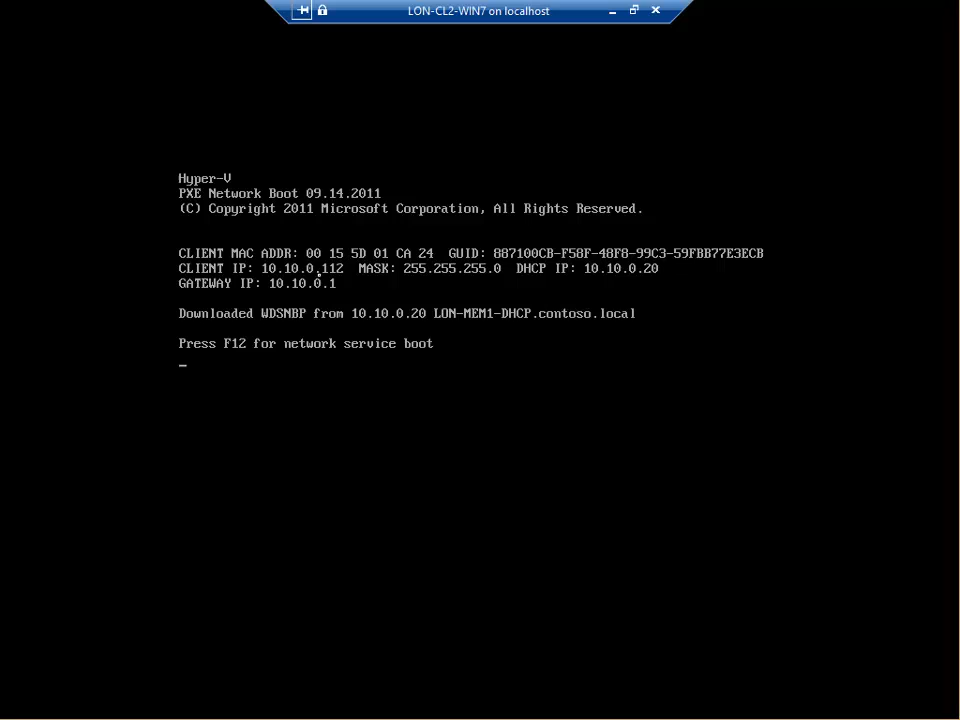 LON-CL2-WIN7 on localhost
Hyper-V
PXE Network Boot 09.14.2011
(C) Copyright 2011 Microsoft Corporation, All Rights Reserved.
CLIENT MAC ADDR: 00 15 5D 01 CA 24 GUID: 887100CB-F58F-48F8-99C3-59FBB77E3ECB
CLIENT IP: 10.10.0.112 MASK: 255.255.255.0 DHCP IP: 10.10.0.20
GATEWAY IP: 10.10.0.1
Downloaded WDSNBP from 10.10.0.20 LON-MEM1-DHCP.contoso.local
Press F12 for network service boot
_